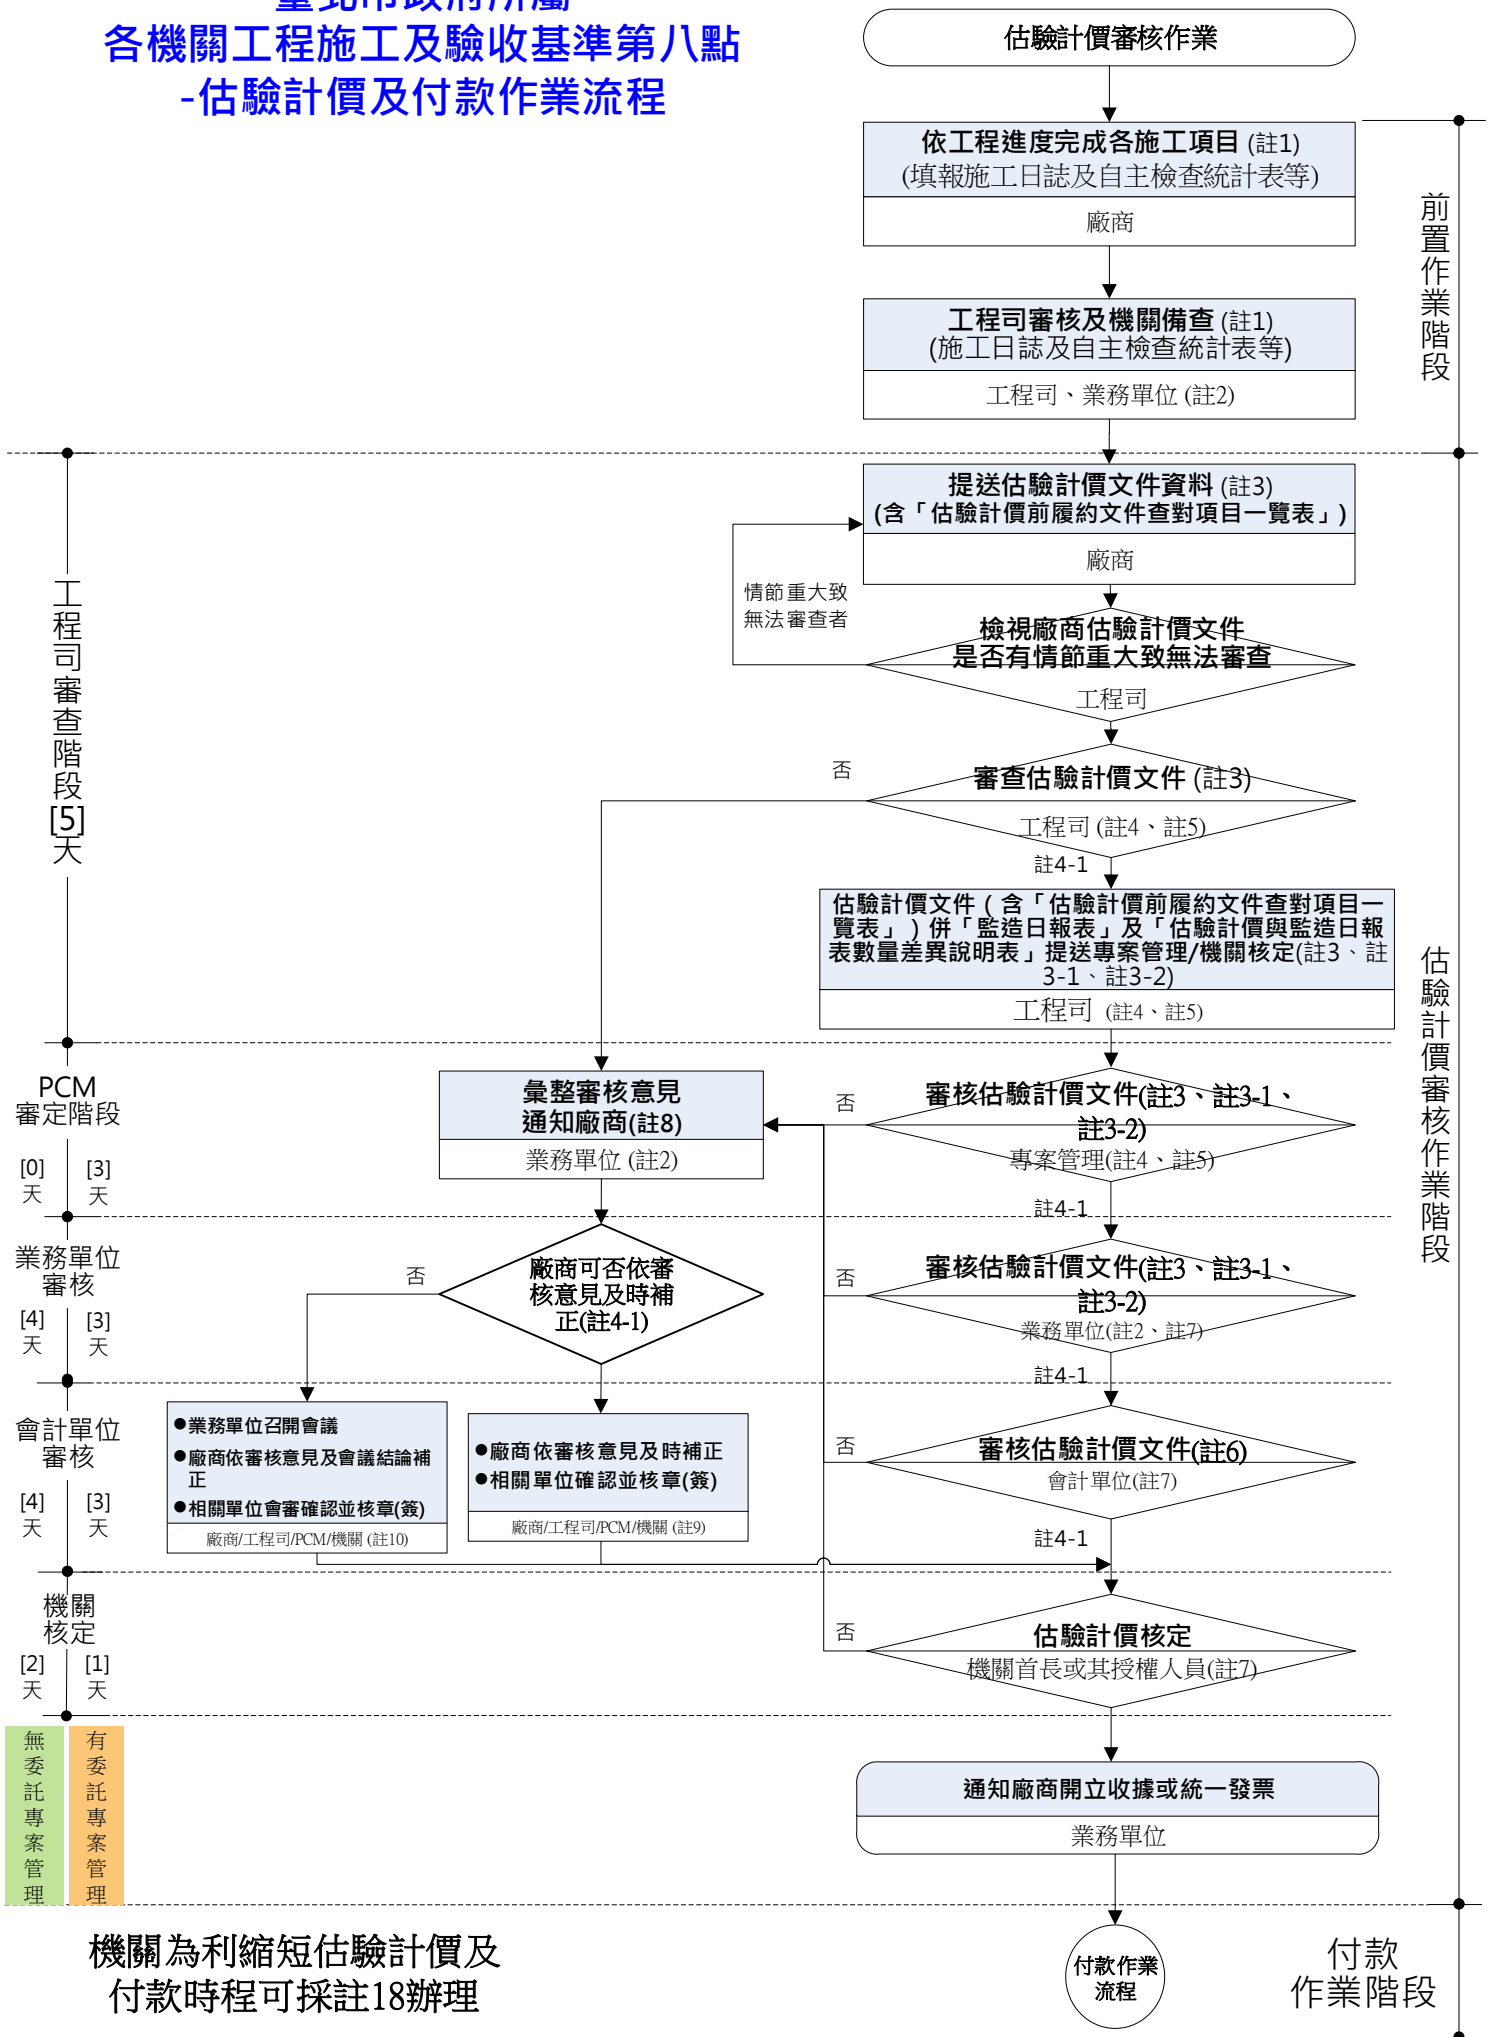 臺北市政府所屬
各機關工程施工及驗收基準第八點
-估驗計價及付款作業流程
估驗計價審核作業
依工程進度完成各施工項目 (註1)
(填報施工日誌及自主檢查統計表等)
廠商
工程司審核及機關備查 (註1)
(施工日誌及自主檢查統計表等)
工程司、業務單位 (註2)
前置作業階段
提送估驗計價文件資料 (註3)
(含「估驗計價前履約文件查對項目一覽表」)
廠商
情節重大致
無法審查者
檢視廠商估驗計價文件
是否有情節重大致無法審查
工程司
否
審查估驗計價文件 (註3)
工程司 (註4、註5)
註4-1
估驗計價文件(含「估驗計價前履約文件查對項目一
覽表」)併「監造日報表」及「估驗計價與監造日報
表數量差異說明表」提送專案管理/機關核定(註3、註
3-1、註3-2)
工程司 (註4、註5)
工程司審查階段
[5]
天
估驗計價審核作業階段
PCM
審定階段
[0]
天
[3]
天
彙整審核意見
通知廠商(註8)
業務單位 (註2)
否
審核估驗計價文件(註3、註3-1、
註3-2)
專案管理(註4、註5)
註4-1
業務單位
審核
[4]
天
[3]
天
否
廠商可否依審
核意見及時補
正(註4-1)
否
審核估驗計價文件(註3、註3-1、
註3-2)
業務單位(註2、註7)
註4-1
會計單位
審核
[4]
天
[3]
天
●業務單位召開會議
●廠商依審核意見及會議結論補
正
●相關單位會審確認並核章(簽)
廠商/工程司/PCM/機關 (註10)
●廠商依審核意見及時補正
●相關單位確認並核章(簽)
廠商/工程司/PCM/機關 (註9)
否
審核估驗計價文件(註6)
會計單位(註7)
註4-1
機關
核定
[2]
天
[1]
天
否
估驗計價核定
機關首長或其授權人員(註7)
無委託專案管理
有委託專案管理
通知廠商開立收據或統一發票
業務單位
機關為利縮短估驗計價及
付款時程可採註18辦理
付款作業
流程
付款
作業階段